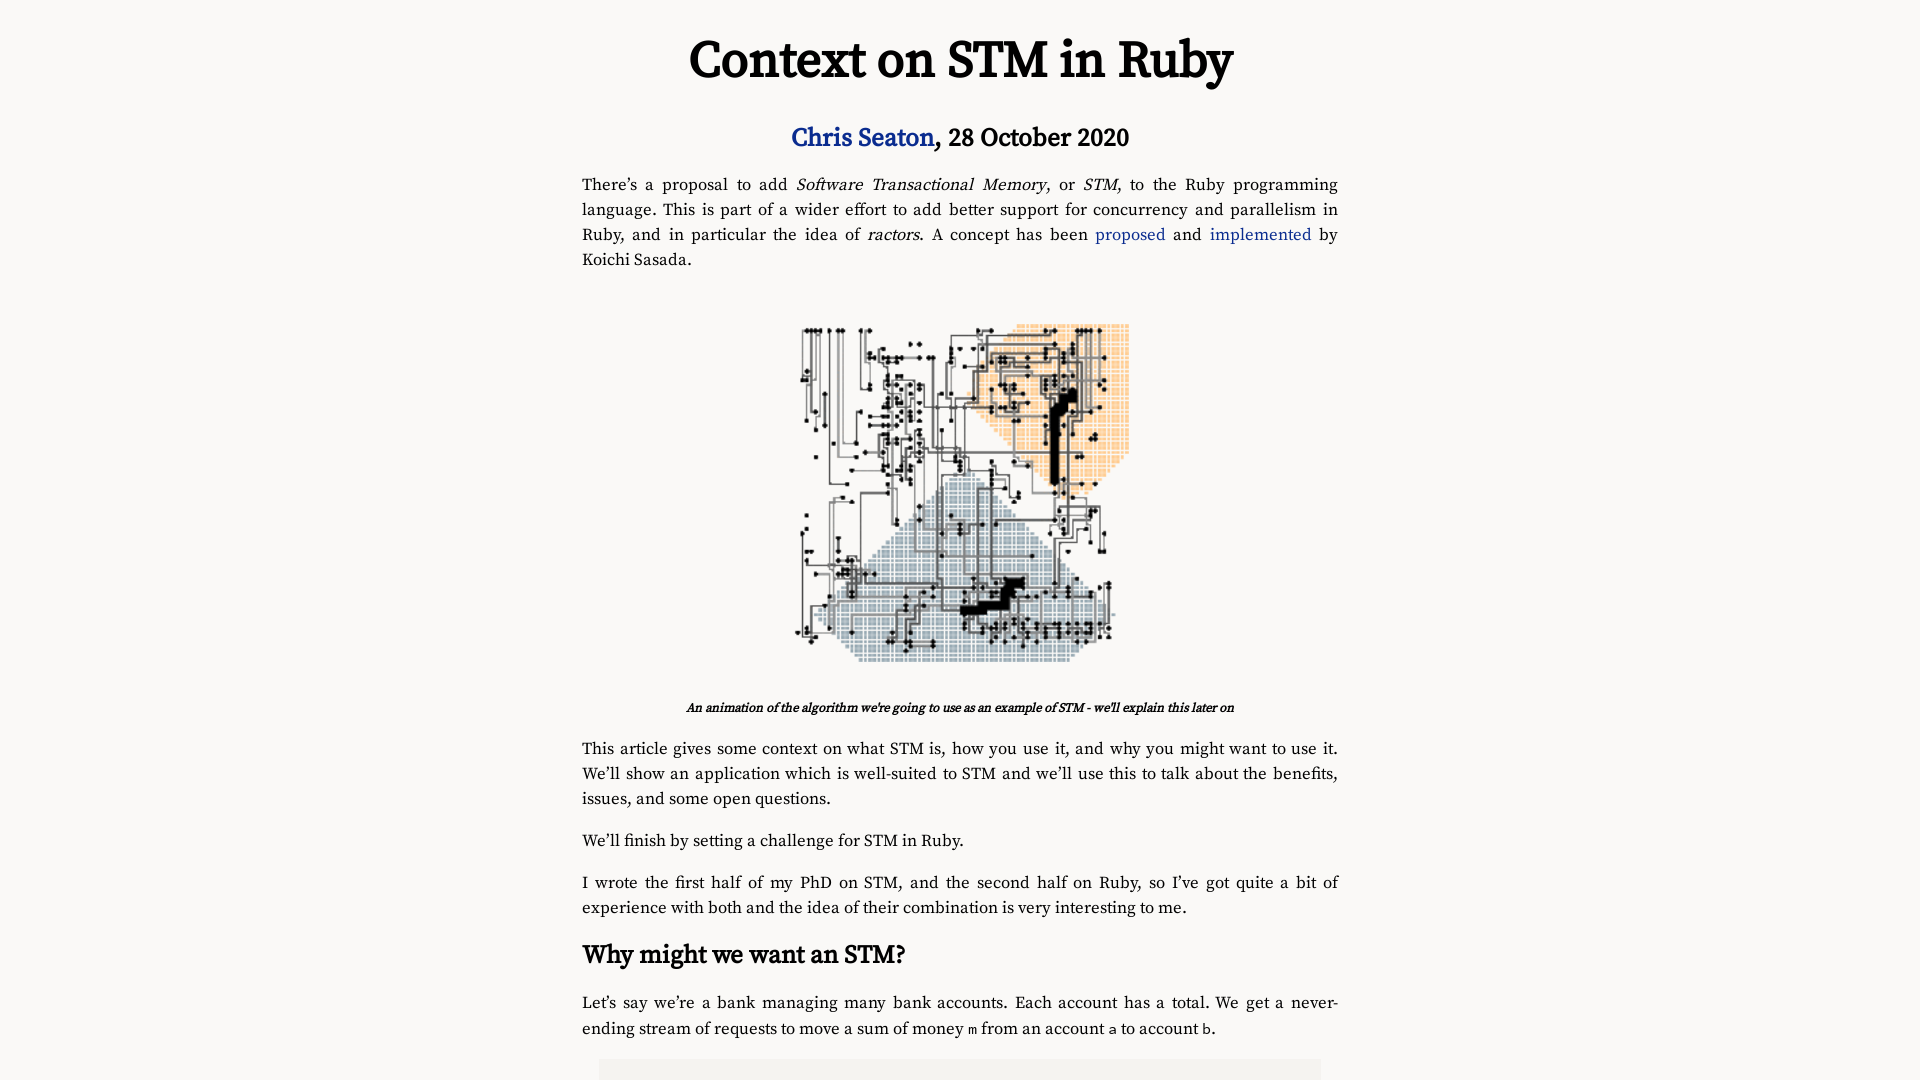 Context on STM in Ruby
Chris Seaton, 28 October 2020
There’s a proposal to add Software Transactional Memory, or STM, to the Ruby programming
language. This is part of a wider effort to add better support for concurrency and parallelism in
Ruby, and in particular the idea of ractors. A concept has been proposed and implemented by
Koichi Sasada.
An animation of the algorithm we're going to use as an example of STM - we'll explain this later on
This article gives some context on what STM is, how you use it, and why you might want to use it.
We’ll show an application which is well-suited to STM and we’ll use this to talk about the benefits,
issues, and some open questions.
We’ll finish by setting a challenge for STM in Ruby.
I wrote the first half of my PhD on STM, and the second half on Ruby, so I’ve got quite a bit of
experience with both and the idea of their combination is very interesting to me.
Why might we want an STM?
Let’s say we’re a bank managing many bank accounts. Each account has a total. We get a never-
ending stream of requests to move a sum of money m from an account a to account b.